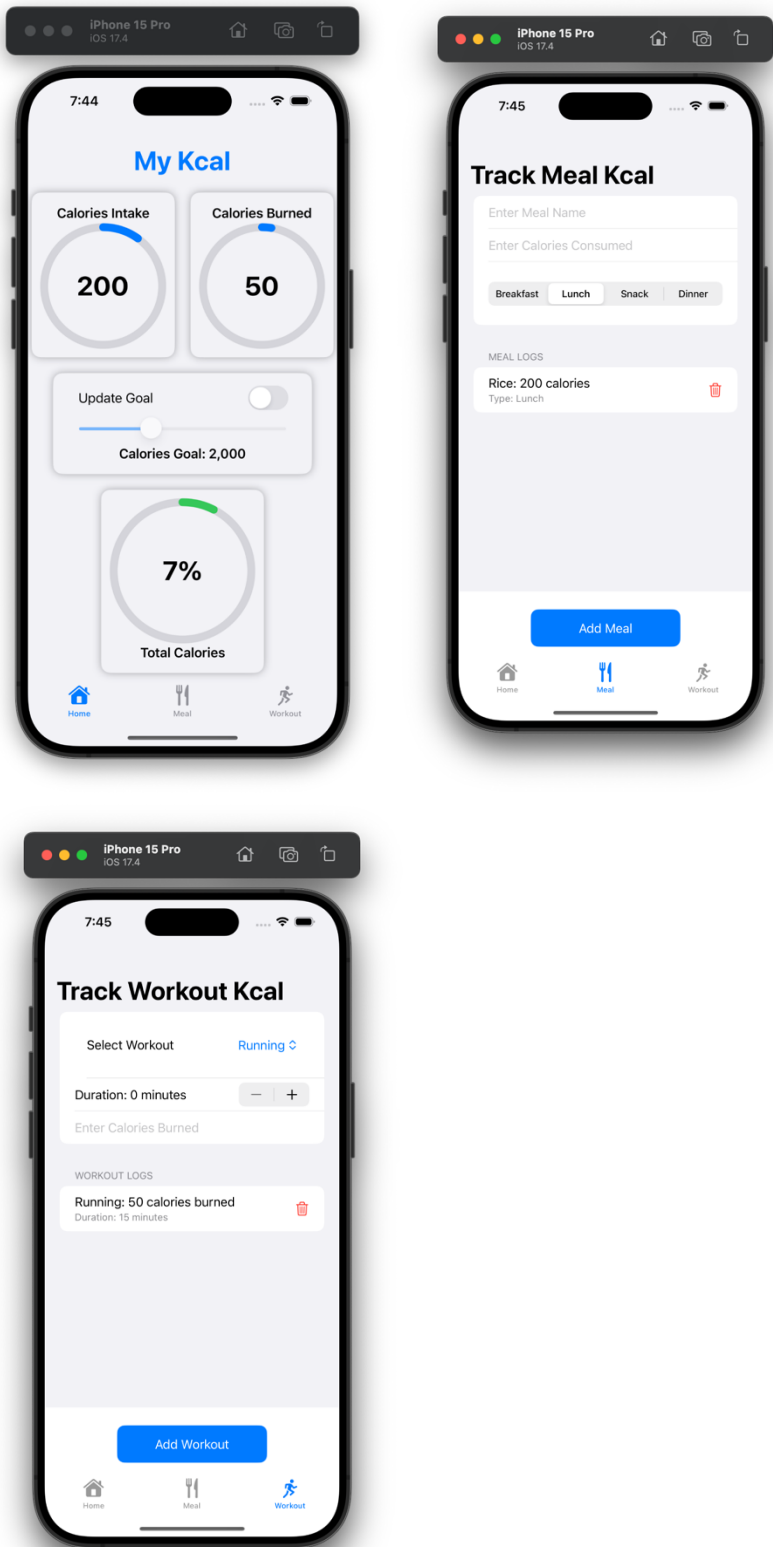 iPhone 15 Pro
iOS 17.4
7:44
My Kcal
Calories Intake
Calories Burned
200
50
Update Goal
Calories Goal: 2,000
7%
Total Calories
Home
Meal
Workout
iPhone 15 Pro
iOS 17.4
7:45
Track Meal Kcal
Enter Meal Name
Enter Calories Consumed
Breakfast
Lunch
Snack
Dinner
MEAL LOGS
Rice: 200 calories
Type: Lunch
Add Meal
Home
Meal
Workout
iPhone 15 Pro
iOS 17.4
7:45
Track Workout Kcal
Select Workout
Running
Duration: 0 minutes
Enter Calories Burned
WORKOUT LOGS
Running: 50 calories burned
Duration: 15 minutes
Add Workout
Home
Meal
Workout